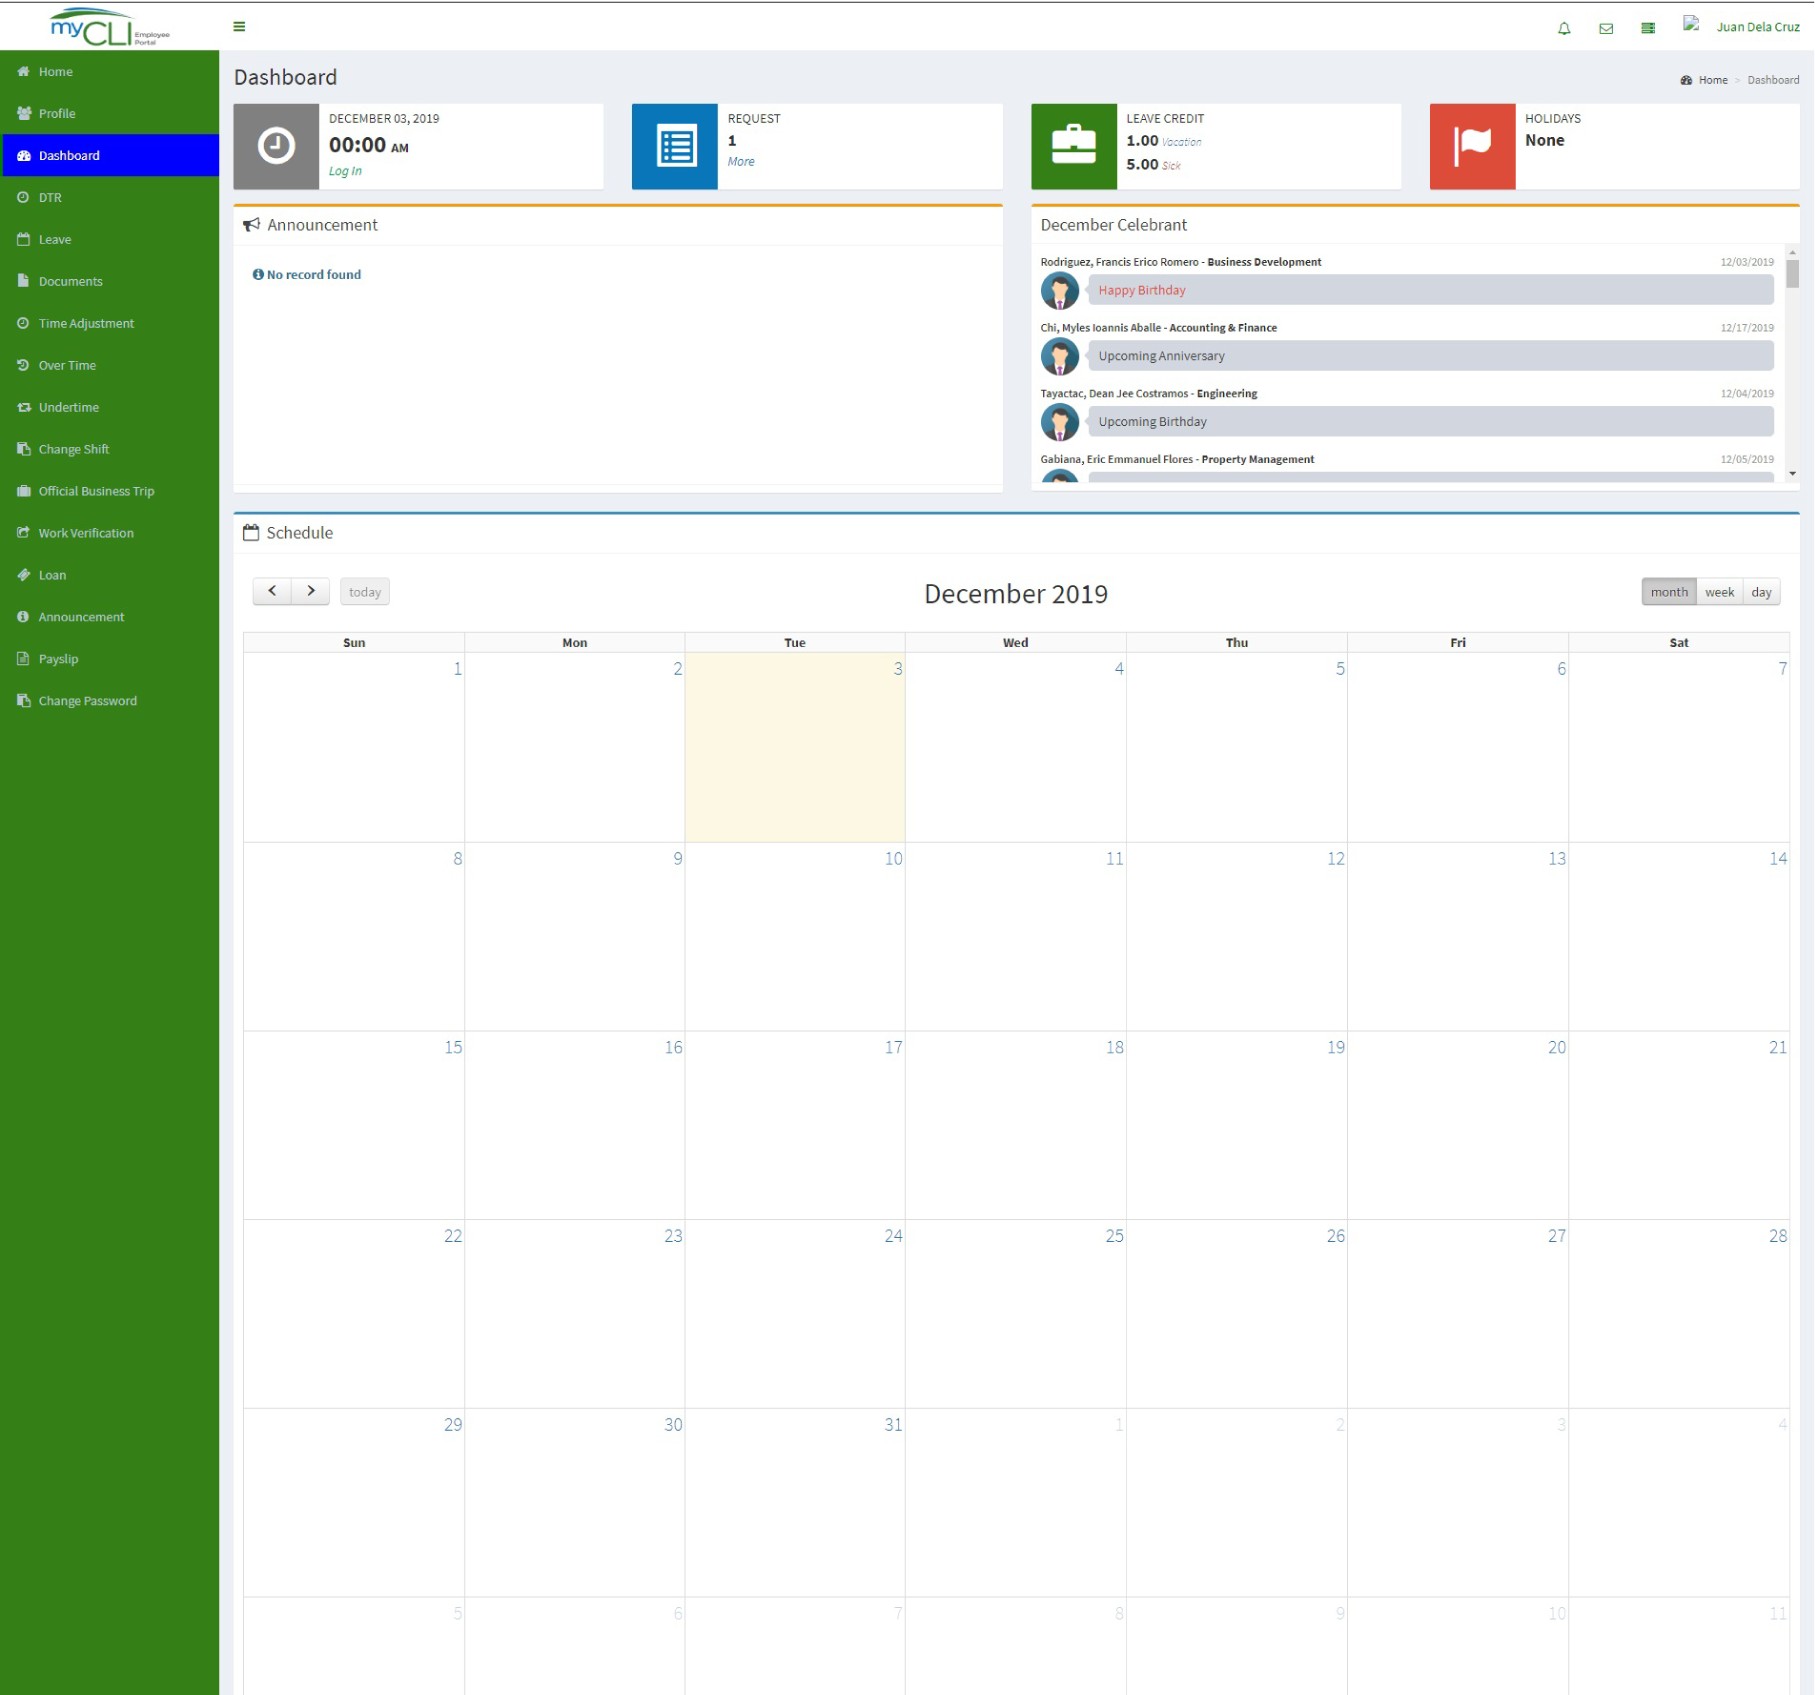 myCLI Employee Portal
Juan Dela Cruz
Home
Profile
Dashboard
DTR
Leave
Documents
Time Adjustment
Over Time
Undertime
Change Shift
Official Business Trip
Work Verification
Loan
Announcement
Payslip
Change Password
Dashboard
Home > Dashboard
DECEMBER 03, 2019
00:00 AM
Log In
REQUEST
1
More
LEAVE CREDIT
1.00 Vacation
5.00 Sick
HOLIDAYS
None
Announcement
No record found
December Celebrant
Rodriguez, Francis Erico Romero - Business Development 12/03/2019
Happy Birthday
Chi, Myles Ioannis Aballe - Accounting & Finance 12/17/2019
Upcoming Anniversary
Tayactac, Dean Jee Costramos - Engineering 12/04/2019
Upcoming Birthday
Gabiana, Eric Emmanuel Flores - Property Management 12/05/2019
Schedule
today
December 2019
month week day
Sun Mon Tue Wed Thu Fri Sat
1 2 3 4 5 6 7
8 9 10 11 12 13 14
15 16 17 18 19 20 21
22 23 24 25 26 27 28
29 30 31 1 2 3 4
5 6 7 8 9 10 11